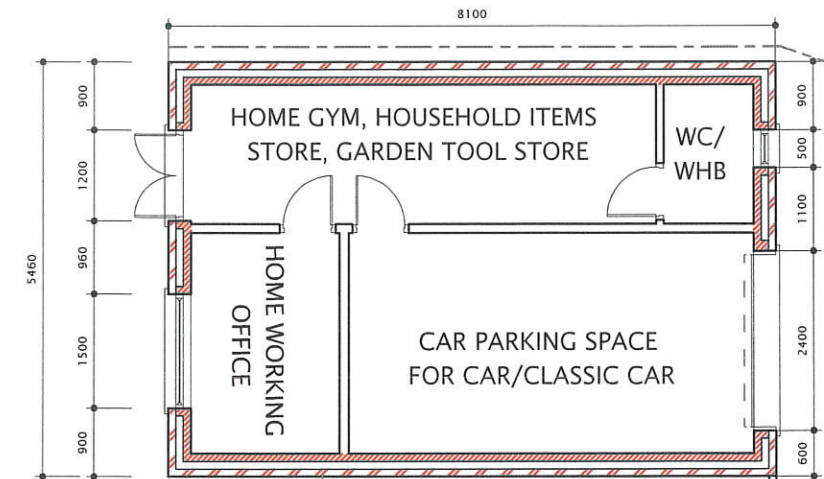 8100
900
1200
960
1500
900
5460
HOME GYM, HOUSEHOLD ITEMS
STORE, GARDEN TOOL STORE
WC/
WHB
HOME WORKING
OFFICE
CAR PARKING SPACE
FOR CAR/CLASSIC CAR
900
500
1100
2400
600